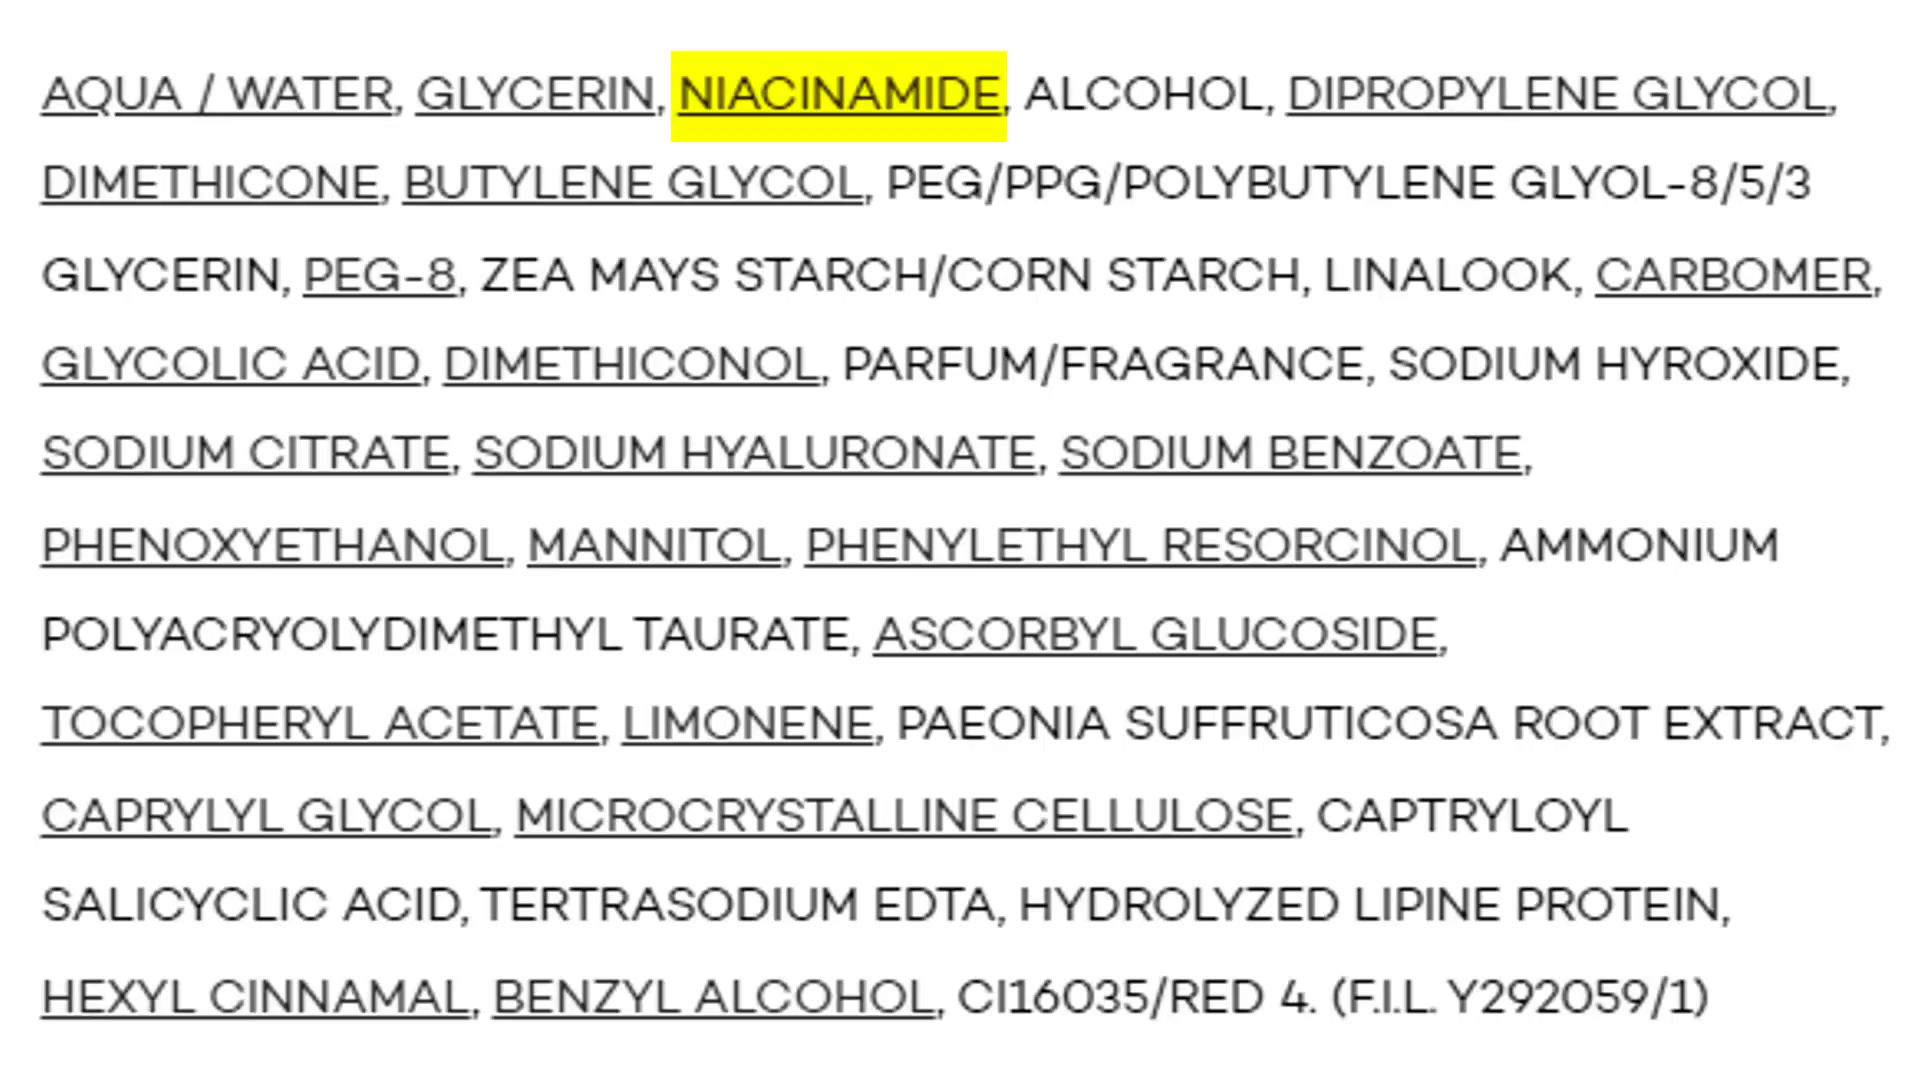 AQUA / WATER, GLYCERIN, NIACINAMIDE, ALCOHOL, DIPROPYLENE GLYCOL,
DIMETHICONE, BUTYLENE GLYCOL, PEG/PPG/POLYBUTYLENE GLYOL-8/5/3
GLYCERIN, PEG-8, ZEA MAYS STARCH/CORN STARCH, LINALOOK, CARBOMER,
GLYCOLIC ACID, DIMETHICONOL, PARFUM/FRAGRANCE, SODIUM HYROXIDE,
SODIUM CITRATE, SODIUM HYALURONATE, SODIUM BENZOATE,
PHENOXYETHANOL, MANNITOL, PHENYLETHYL RESORCINOL, AMMONIUM
POLYACRYOLYDIMETHYL TAURATE, ASCORBYL GLUCOSIDE,
TOCOPHERYL ACETATE, LIMONENE, PAEONIA SUFFRUTICOSA ROOT EXTRACT,
CAPRYLYL GLYCOL, MICROCRYSTALLINE CELLULOSE, CAPTRYLOYL
SALICYCLIC ACID, TERTRASODIUM EDTA, HYDROLYZED LIPINE PROTEIN,
HEXYL CINNAMAL, BENZYL ALCOHOL, CI16035/RED 4. (F.I.L. Y292059/1)